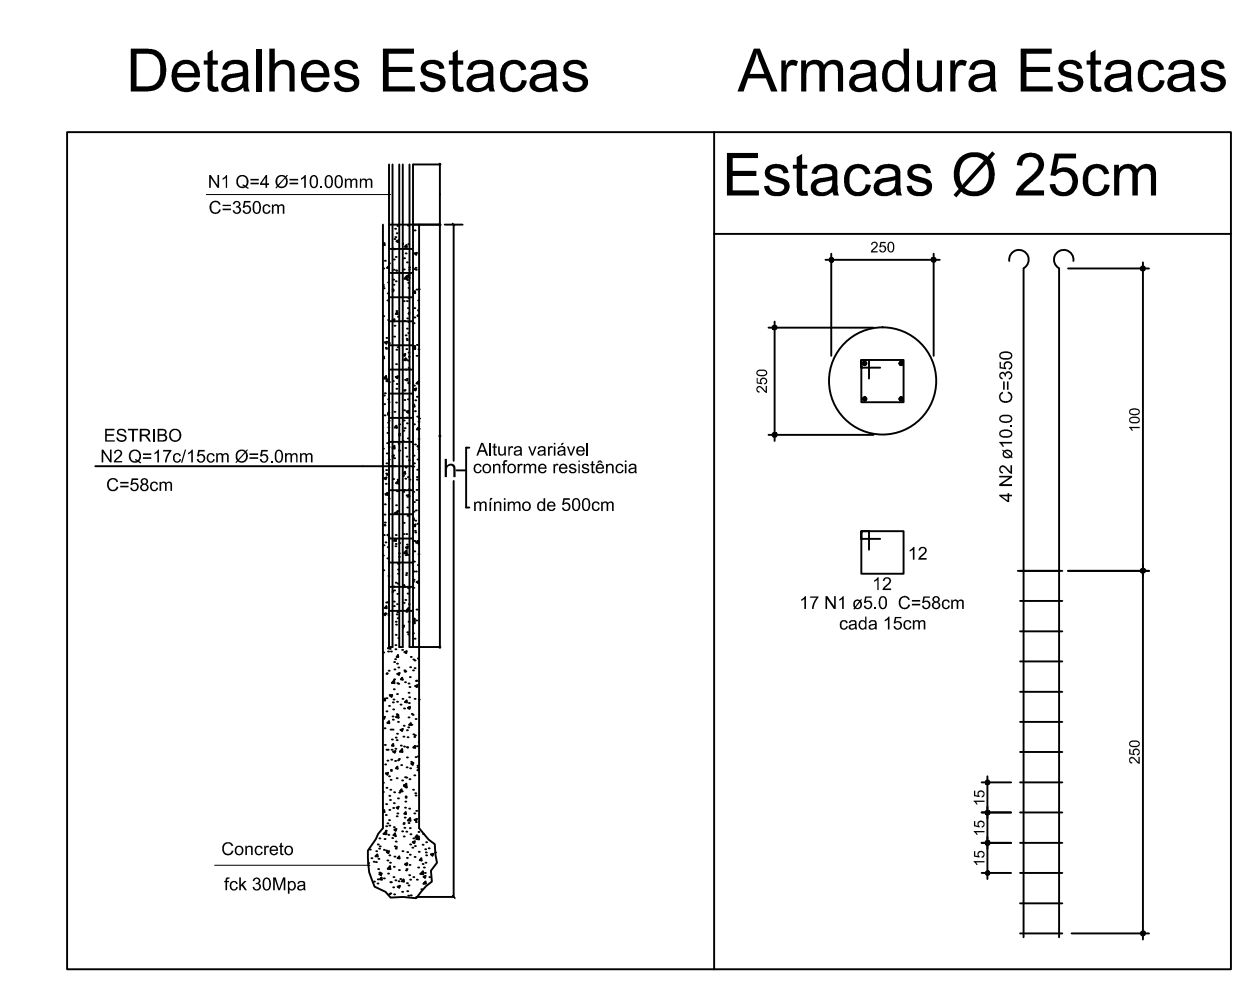 Detalhes Estacas
Armadura Estacas
N1 Q=4 Ø=10.00mm
C=350cm
ESTRIBO
N2 Q=17c/15cm Ø=5.0mm
C=58cm
h
Altura variável
conforme resistência
mínimo de 500cm
Concreto
fck 30Mpa
Estacas Ø 25cm
250
250
12
12
17 N1 ø5.0 C=58cm
cada 15cm
4 N2 ø10.0 C=350
100
250
15
15
15